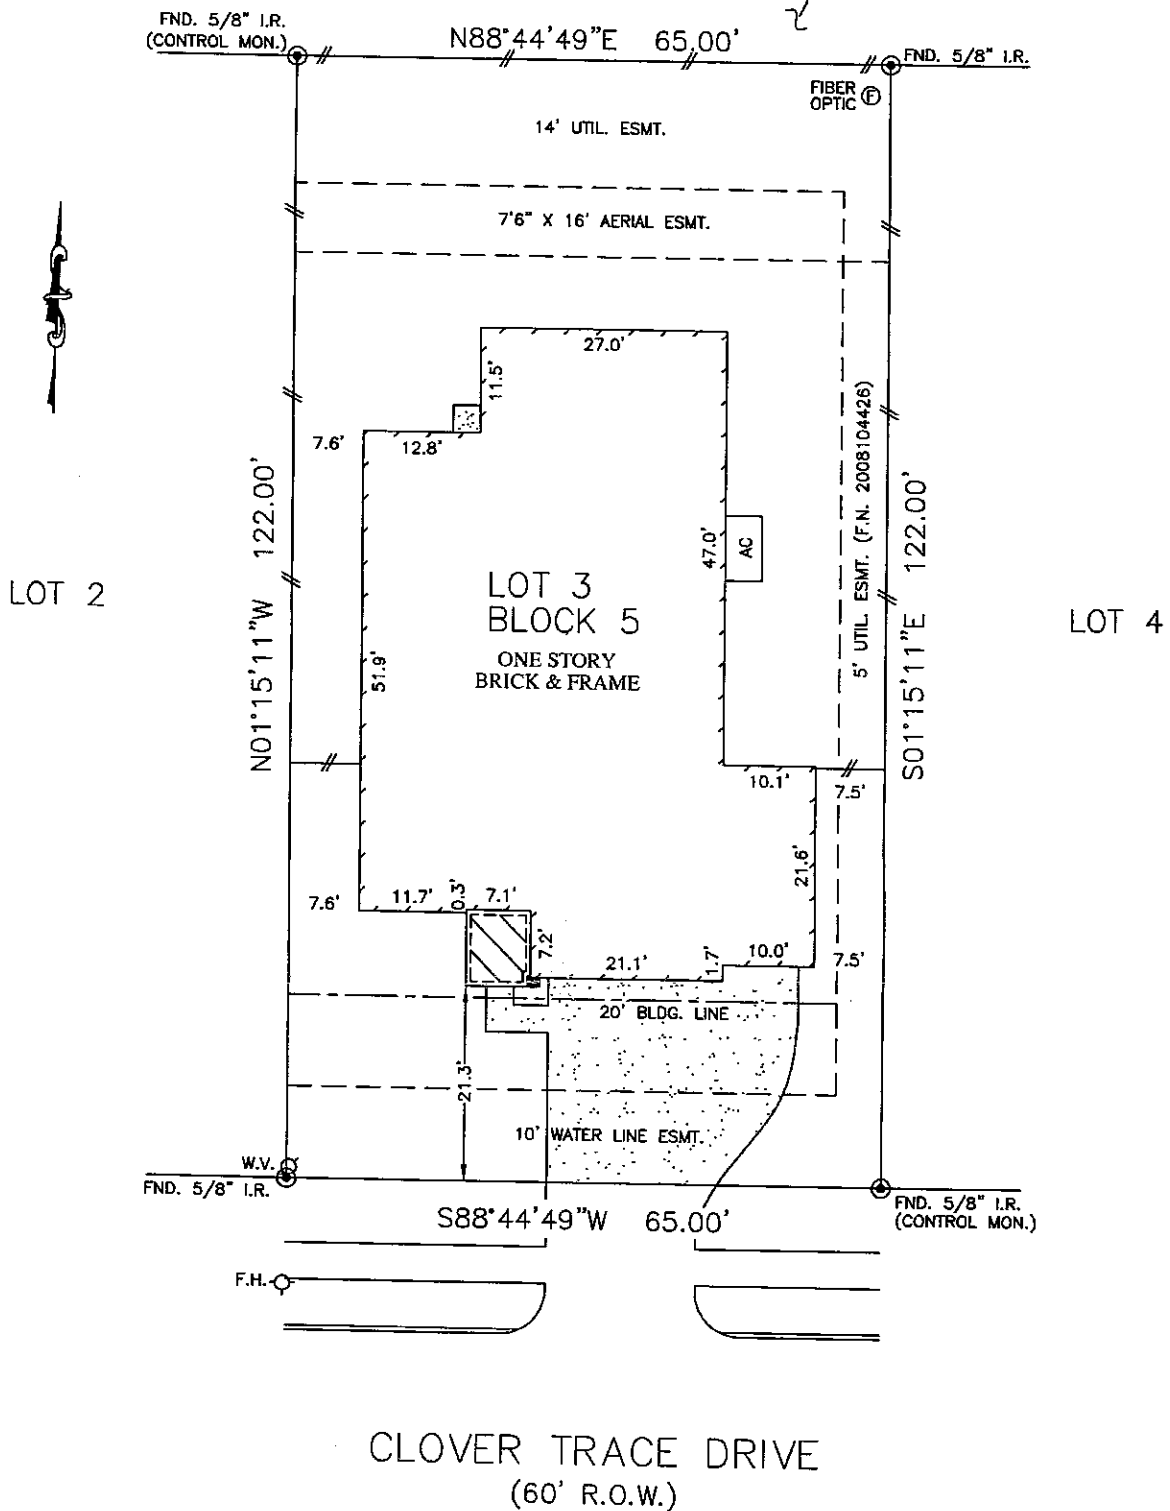 FND. 5/8" I.R.
(CONTROL MON.)
N88°44'49"E 65.00'
FND. 5/8" I.R.
FIBER
OPTIC
F
14' UTIL. ESMT.
7'6" X 16' AERIAL ESMT.
27.0'
11.5'
7.6'
12.8'
N01°15'11"W 122.00'
LOT 2
51.9'
LOT 3
BLOCK 5
ONE STORY
BRICK & FRAME
47.0'
AC
5' UTIL. ESMT. (F.N. 2008104426)
S01°15'11"E 122.00'
LOT 4
10.1'
7.5'
21.6'
7.6'
11.7'
0.3'
7.1'
7.2'
21.1'
1.7'
10.0'
7.5'
20' BLDG. LINE
21.3'
10' WATER LINE ESMT.
W.V.
FND. 5/8" I.R.
S88°44'49"W 65.00'
FND. 5/8" I.R.
(CONTROL MON.)
F.H.
CLOVER TRACE DRIVE
(60' R.O.W.)